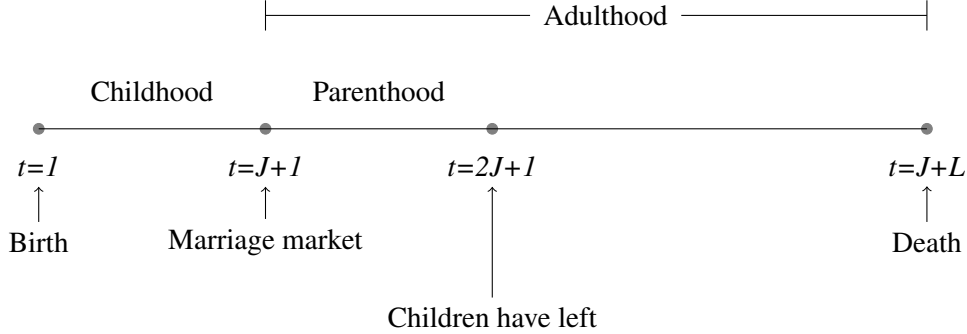 Adulthood
Childhood Parenthood
t=1 t=J+1 t=2J+1 t=J+L
Birth Marriage market Death
Children have left